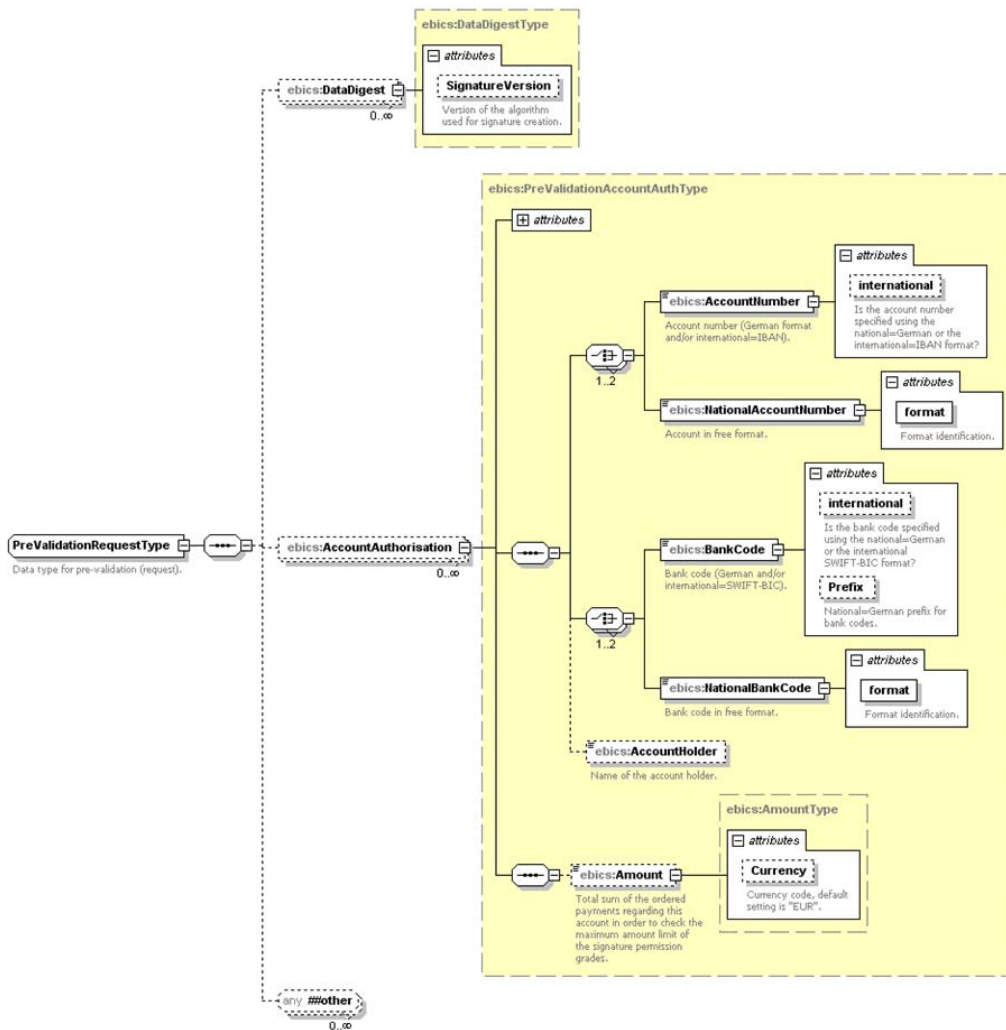 ebics:DataDigestType
attributes
ebics:DataDigest
0..∞
SignatureVersion
Version of the algorithm
used for signature creation.
ebics:PreValidationAccountAuthType
attributes
attributes
international
Is the account number
specified using the
national=German or the
international=IBAN format?
ebics:AccountNumber
Account number (German format
and/or international=IBAN).
1..2
attributes
ebics:NationalAccountNumber
format
Account in free format.
Format identification.
attributes
international
Is the bank code specified
using the national=German
or the international
SWIFT-BIC format?
Prefix
National=German prefix for
bank codes.
PreValidationRequestType
Data type for pre-validation (request).
ebics:AccountAuthorisation
0..∞
ebics:BankCode
Bank code (German and/or
international=SWIFT-BIC).
1..2
attributes
ebics:NationalBankCode
format
Bank code in free format.
Format identification.
ebics:AccountHolder
Name of the account holder.
ebics:AmountType
attributes
ebics:Amount
Currency
Total sum of the ordered
payments regarding this
account in order to check the
maximum amount limit of
the signature permission
grades.
Currency code, default
setting is "EUR".
any ##other
0..∞